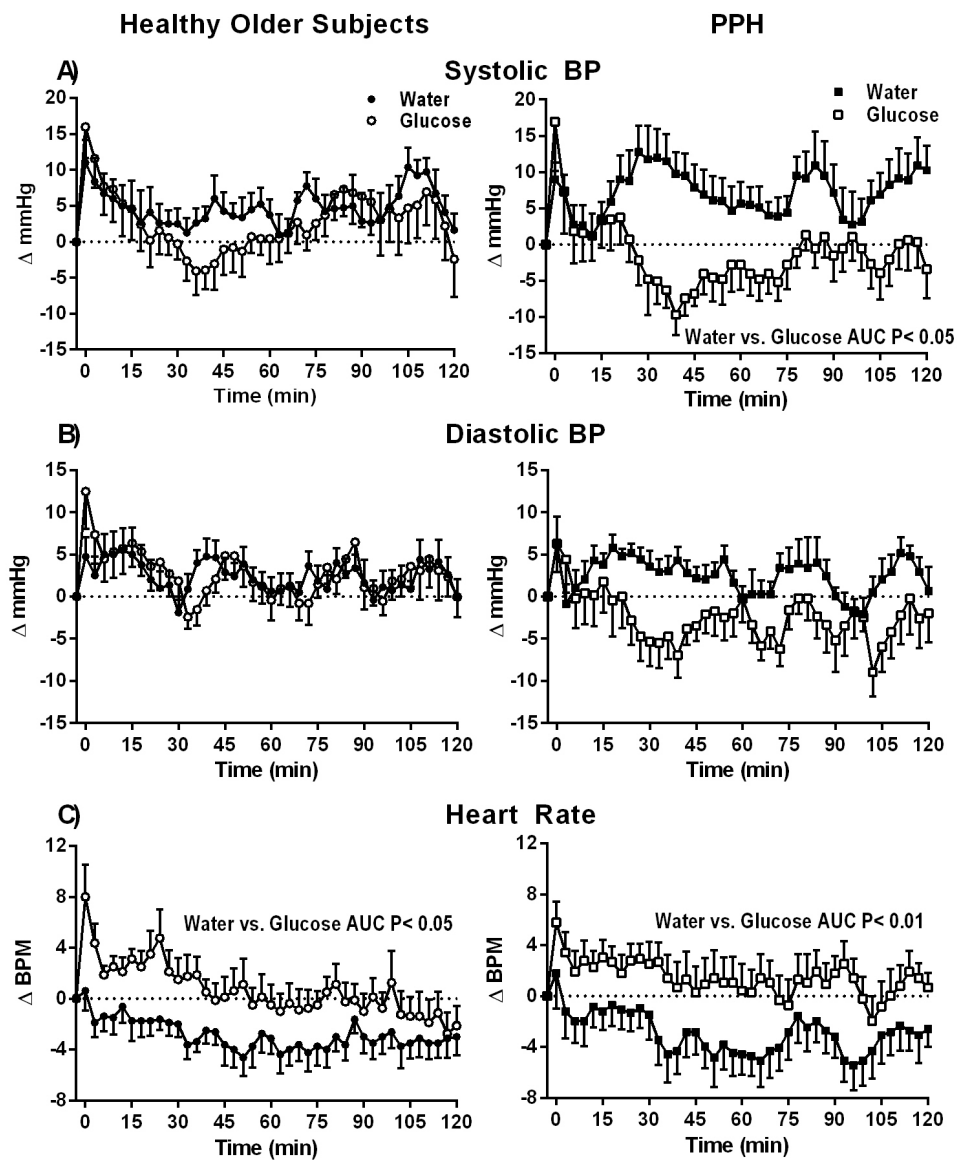 Healthy Older Subjects PPH
A) Systolic BP
Water
Glucose
Water
Glucose
Δ mmHg
20
15
10
5
0
-5
-10
-15
0 15 30 45 60 75 90 105 120
Time (min)
Δ mmHg
20
15
10
5
0
-5
-10
-15
Water vs. Glucose AUC P< 0.05
0 15 30 45 60 75 90 105 120
Time (min)
B) Diastolic BP
Δ mmHg
15
10
5
0
-5
-10
-15
0 15 30 45 60 75 90 105 120
Time (min)
Δ mmHg
15
10
5
0
-5
-10
-15
0 15 30 45 60 75 90 105 120
Time (min)
C) Heart Rate
Δ BPM
12
8
4
0
-4
-8
Water vs. Glucose AUC P< 0.05
0 15 30 45 60 75 90 105 120
Time (min)
Δ BPM
12
8
4
0
-4
-8
Water vs. Glucose AUC P< 0.01
0 15 30 45 60 75 90 105 120
Time (min)